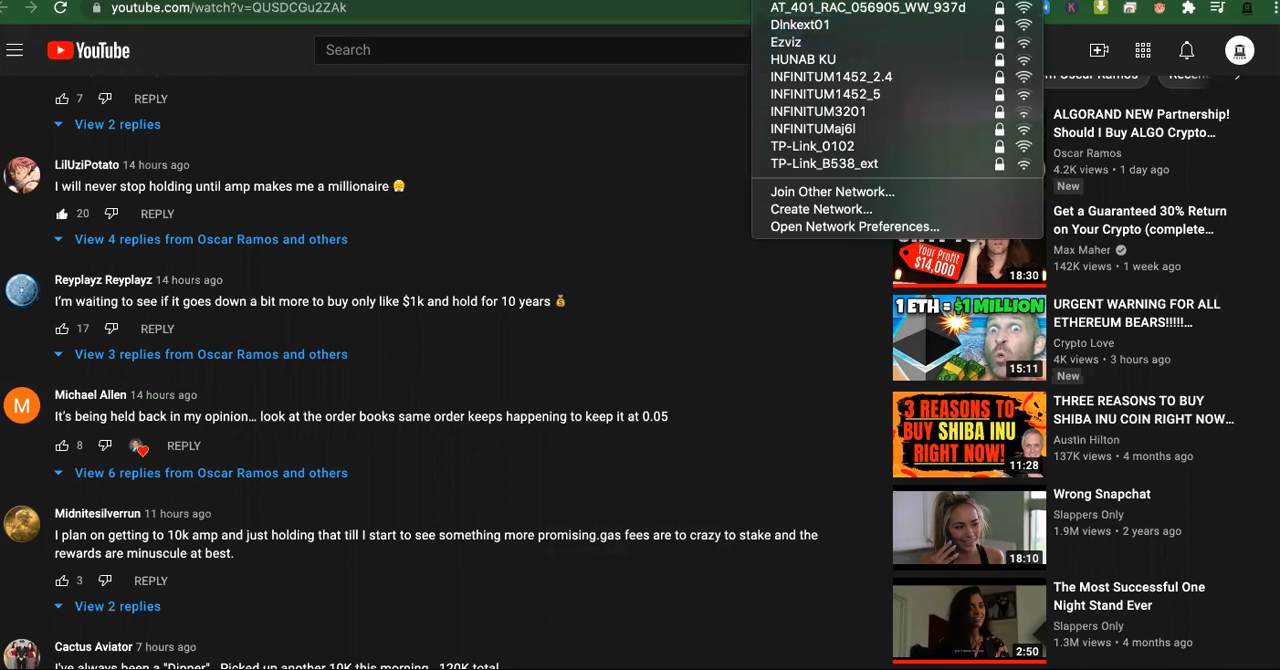 youtube.com/watch?v=QUSDCGu2ZAk
YouTube
Search
7
REPLY
View 2 replies
LilUziPotato 14 hours ago
I will never stop holding until amp makes me a millionaire
20
REPLY
View 4 replies from Oscar Ramos and others
Reyplayz Reyplayz 14 hours ago
I'm waiting to see if it goes down a bit more to buy only like $1k and hold for 10 years
17
REPLY
View 3 replies from Oscar Ramos and others
M
Michael Allen 14 hours ago
It's being held back in my opinion... look at the order books same order keeps happening to keep it at 0.05
8
REPLY
View 6 replies from Oscar Ramos and others
Midnitesilverrun 11 hours ago
I plan on getting to 10k amp and just holding that till I start to see something more promising.gas fees are to crazy to stake and the
rewards are minuscule at best.
3
REPLY
View 2 replies
Cactus Aviator 7 hours ago
I've always been a "Dipper". Picked up another 10K this morning...120K total
AT_401_RAC_056905_WW_937d
Dlnkext01
Ezviz
HUNAB KU
INFINITUM1452_2.4
INFINITUM1452_5
INFINITUM3201
INFINITUMaj6l
TP-Link_0102
TP-Link_B538_ext
Join Other Network...
Create Network...
Open Network Preferences...
m Oscar Ramos
ALGORAND NEW Partnership!
Should I Buy ALGO Crypto...
Oscar Ramos
4.2K views • 1 day ago
New
Your Profit
$14,000
18:30
Get a Guaranteed 30% Return
on Your Crypto (complete...
Max Maher
142K views • 1 week ago
1 ETH = $1 MILLION
15:11
URGENT WARNING FOR ALL
ETHEREUM BEARS!!!!!...
Crypto Love
4K views • 3 hours ago
New
3 REASONS TO
BUY SHIBA INU
RIGHT NOW!
11:28
THREE REASONS TO BUY
SHIBA INU COIN RIGHT NOW...
Austin Hilton
137K views • 4 months ago
18:10
Wrong Snapchat
Slappers Only
1.9M views • 2 years ago
2:50
The Most Successful One
Night Stand Ever
Slappers Only
1.3M views • 4 months ago